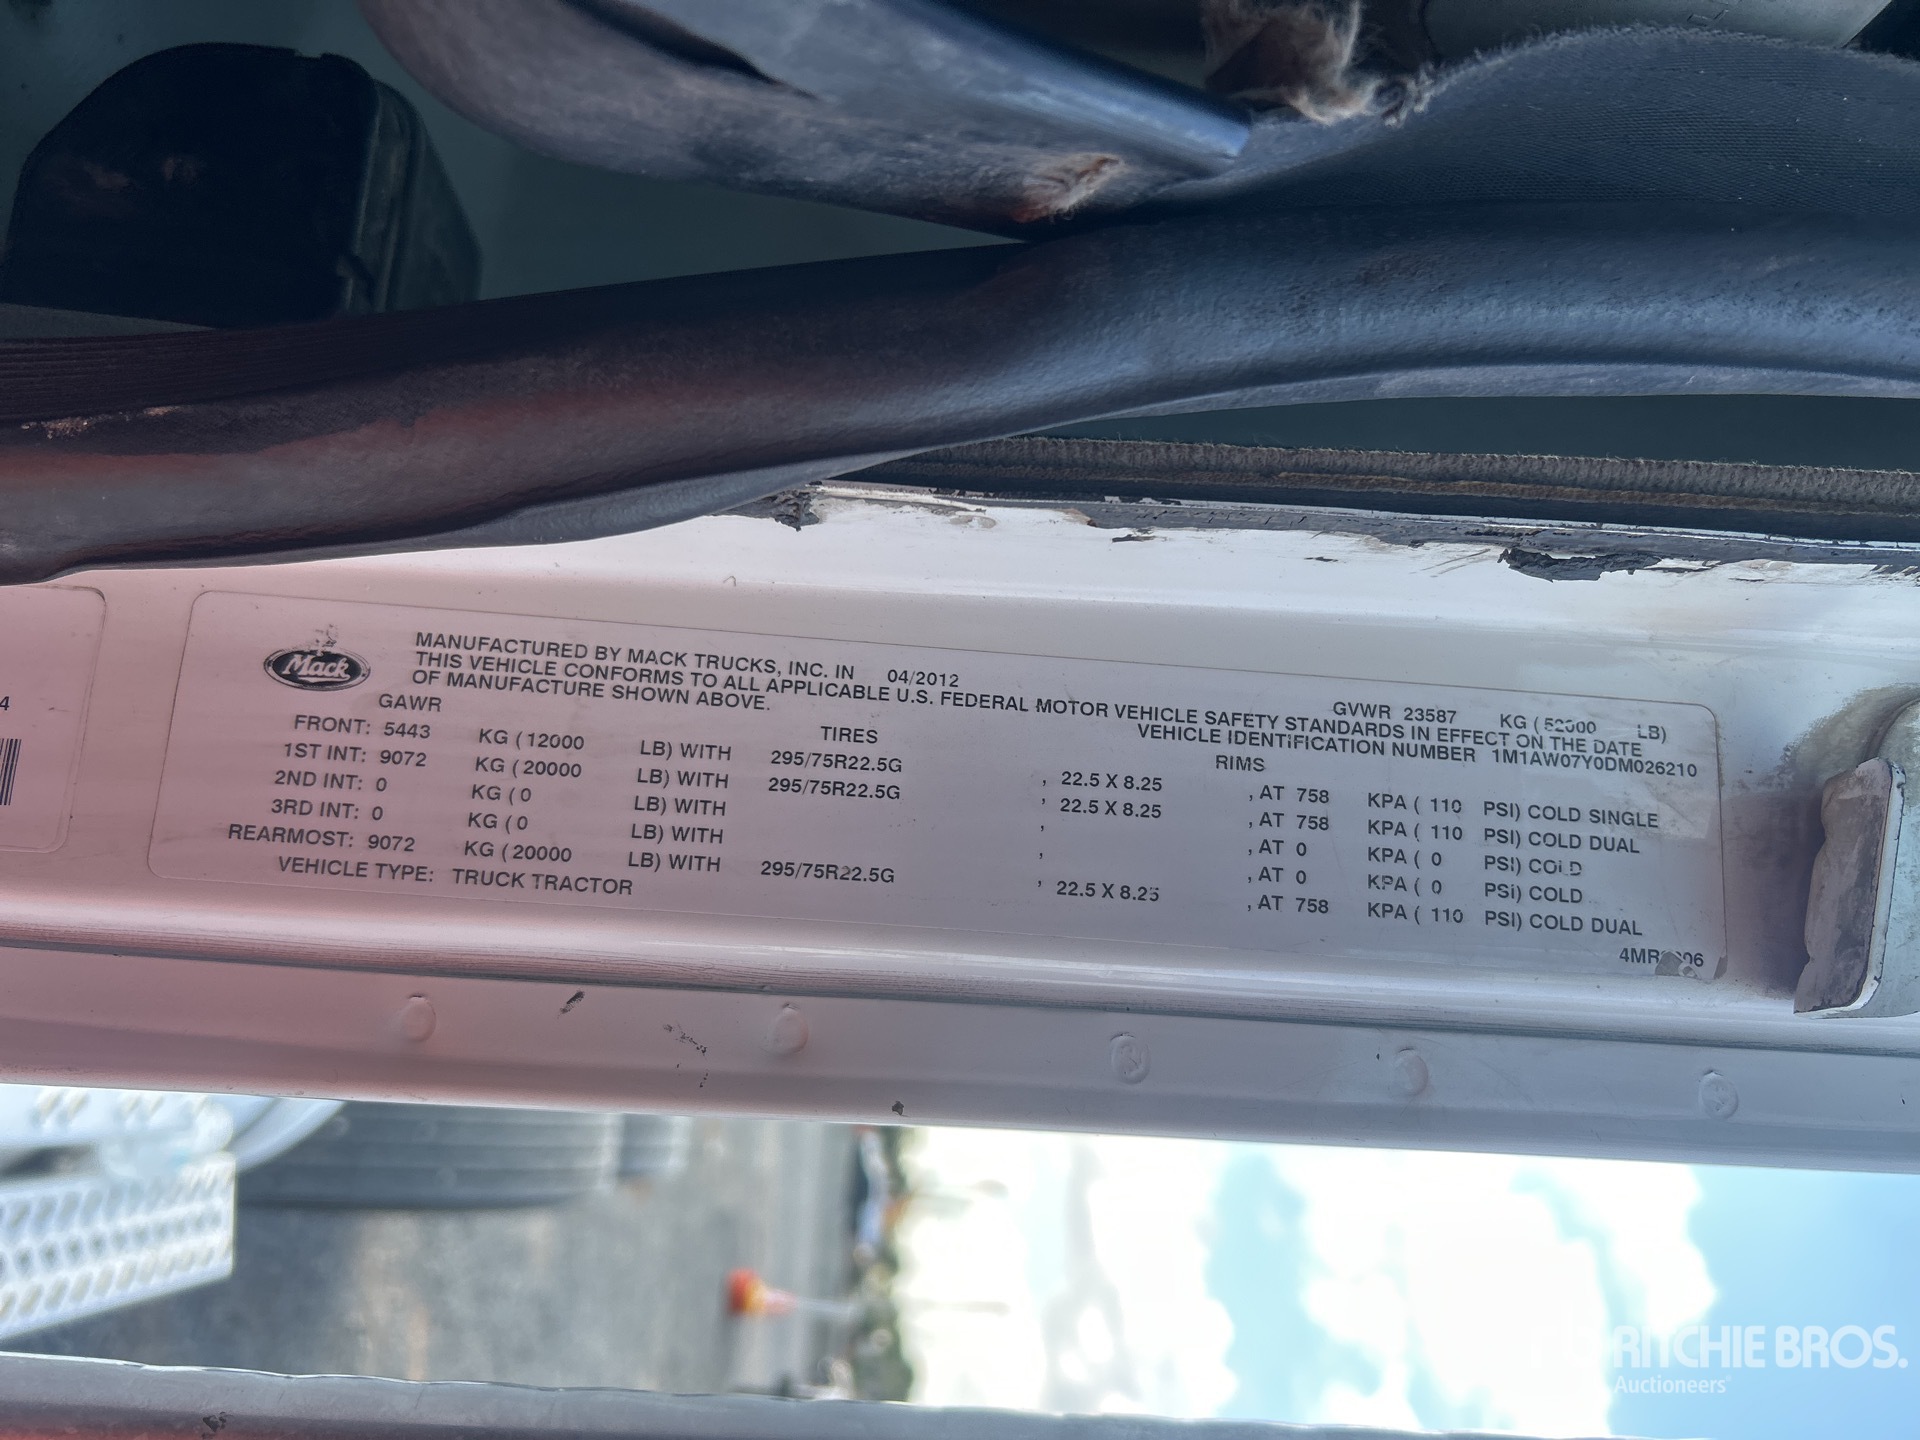 Mack
MANUFACTURED BY MACK TRUCKS, INC. IN 04/2012 GVWR 23587 KG ( 52000 LB)
THIS VEHICLE CONFORMS TO ALL APPLICABLE U.S. FEDERAL MOTOR VEHICLE SAFETY STANDARDS IN EFFECT ON THE DATE
OF MANUFACTURE SHOWN ABOVE. VEHICLE IDENTIFICATION NUMBER 1M1AW07Y0DM026210
GAWR TIRES RIMS
FRONT: 5443 KG ( 12000 LB) WITH 295/75R22.5G , 22.5 X 8.25 , AT 758 KPA ( 110 PSI) COLD SINGLE
1ST INT: 9072 KG ( 20000 LB) WITH 295/75R22.5G , 22.5 X 8.25 , AT 758 KPA ( 110 PSI) COLD DUAL
2ND INT: 0 KG ( 0 LB) WITH , , AT 0 KPA ( 0 PSI) COLD
3RD INT: 0 KG ( 0 LB) WITH , , AT 0 KPA ( 0 PSI) COLD
REARMOST: 9072 KG ( 20000 LB) WITH 295/75R22.5G , 22.5 X 8.25 , AT 758 KPA ( 110 PSI) COLD DUAL
VEHICLE TYPE: TRUCK TRACTOR
4
RITCHIE BROS.
Auctioneers